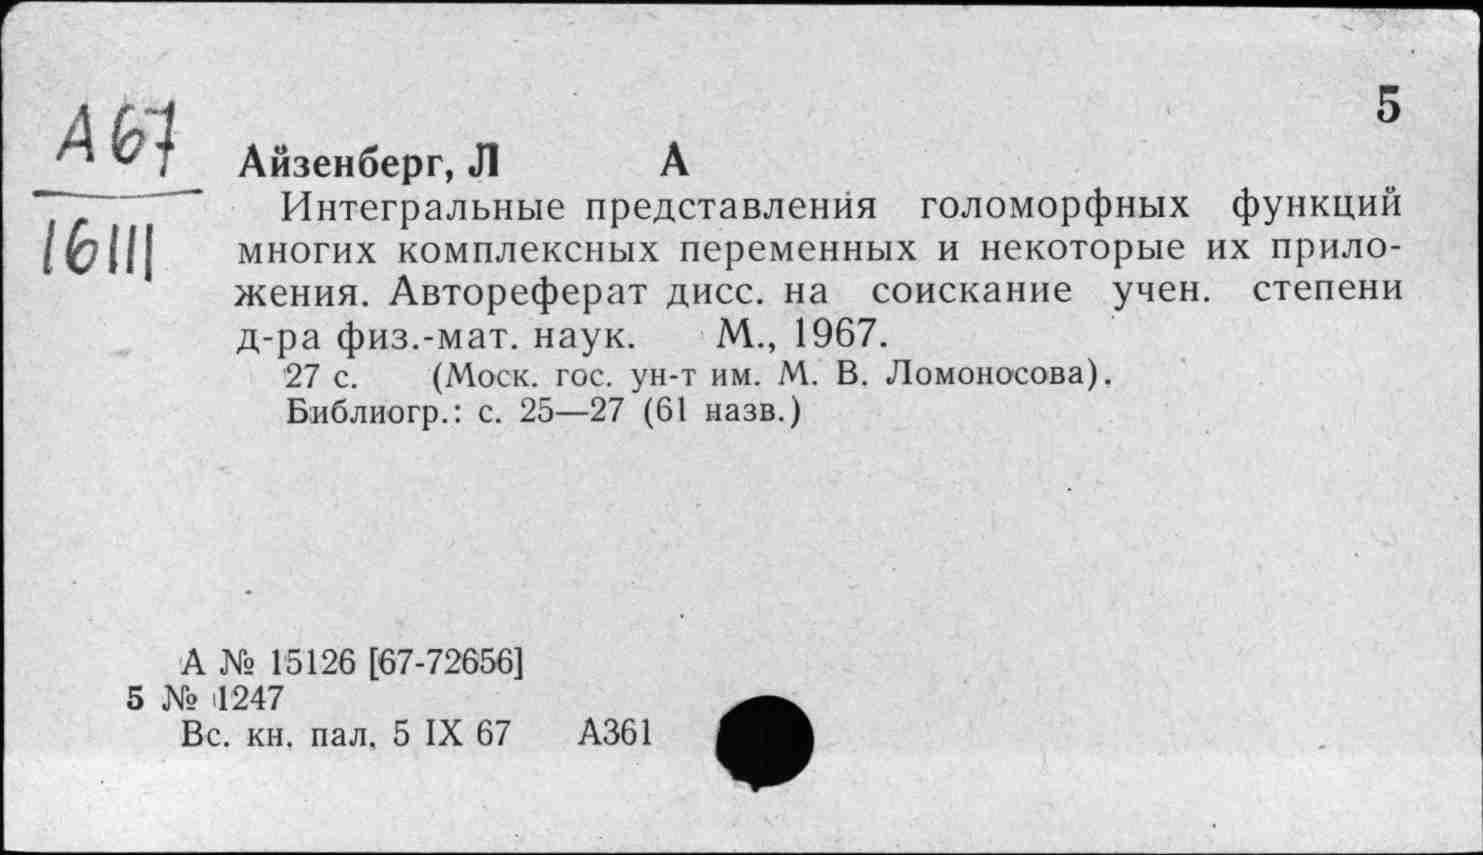 5
А67
16111
Айзенберг, Л А
Интегральные представления голоморфных функций
многих комплексных переменных и некоторые их прило-
жения. Автореферат дисс. на соискание учен. степени
д-ра физ.-мат. наук. М., 1967.
27 с. (Моск. гос. ун-т им. М. В. Ломоносова).
Библиогр.: с. 25—27 (61 назв.)
А № 15126 [67-72656]
5 № 1247
Вс. кн. пал. 5 IX 67 А361